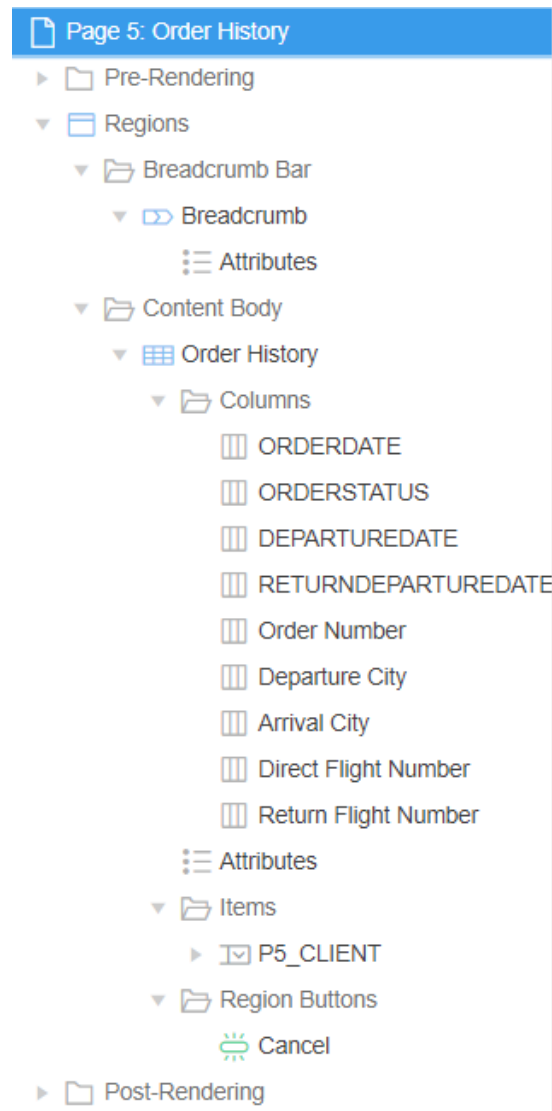 Page 5: Order History
Pre-Rendering
Regions
Breadcrumb Bar
Breadcrumb
Attributes
Content Body
Order History
Columns
ORDERDATE
ORDERSTATUS
DEPARTUREDATE
RETURNDEPARTUREDATE
Order Number
Departure City
Arrival City
Direct Flight Number
Return Flight Number
Attributes
Items
P5_CLIENT
Region Buttons
Cancel
Post-Rendering